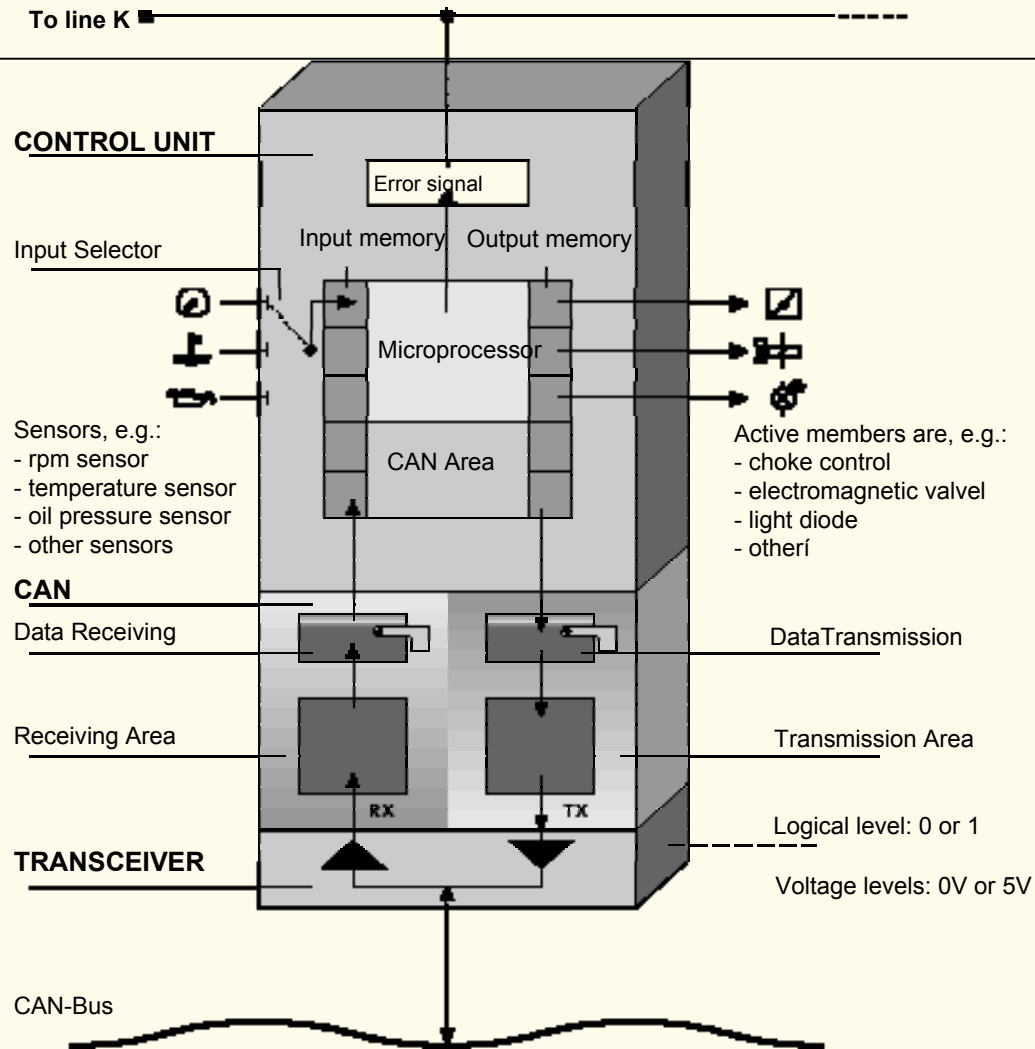 To line K
CONTROL UNIT
Error signal
Input memory
Output memory
Input Selector
Microprocessor
CAN Area
Sensors, e.g.:
- rpm sensor
- temperature sensor
- oil pressure sensor
- other sensors
Active members are, e.g.:
- choke control
- electromagnetic valvel
- light diode
- otherí
CAN
Data Receiving
DataTransmission
Receiving Area
Transmission Area
RX
TX
Logical level: 0 or 1
TRANSCEIVER
Voltage levels: 0V or 5V
CAN-Bus